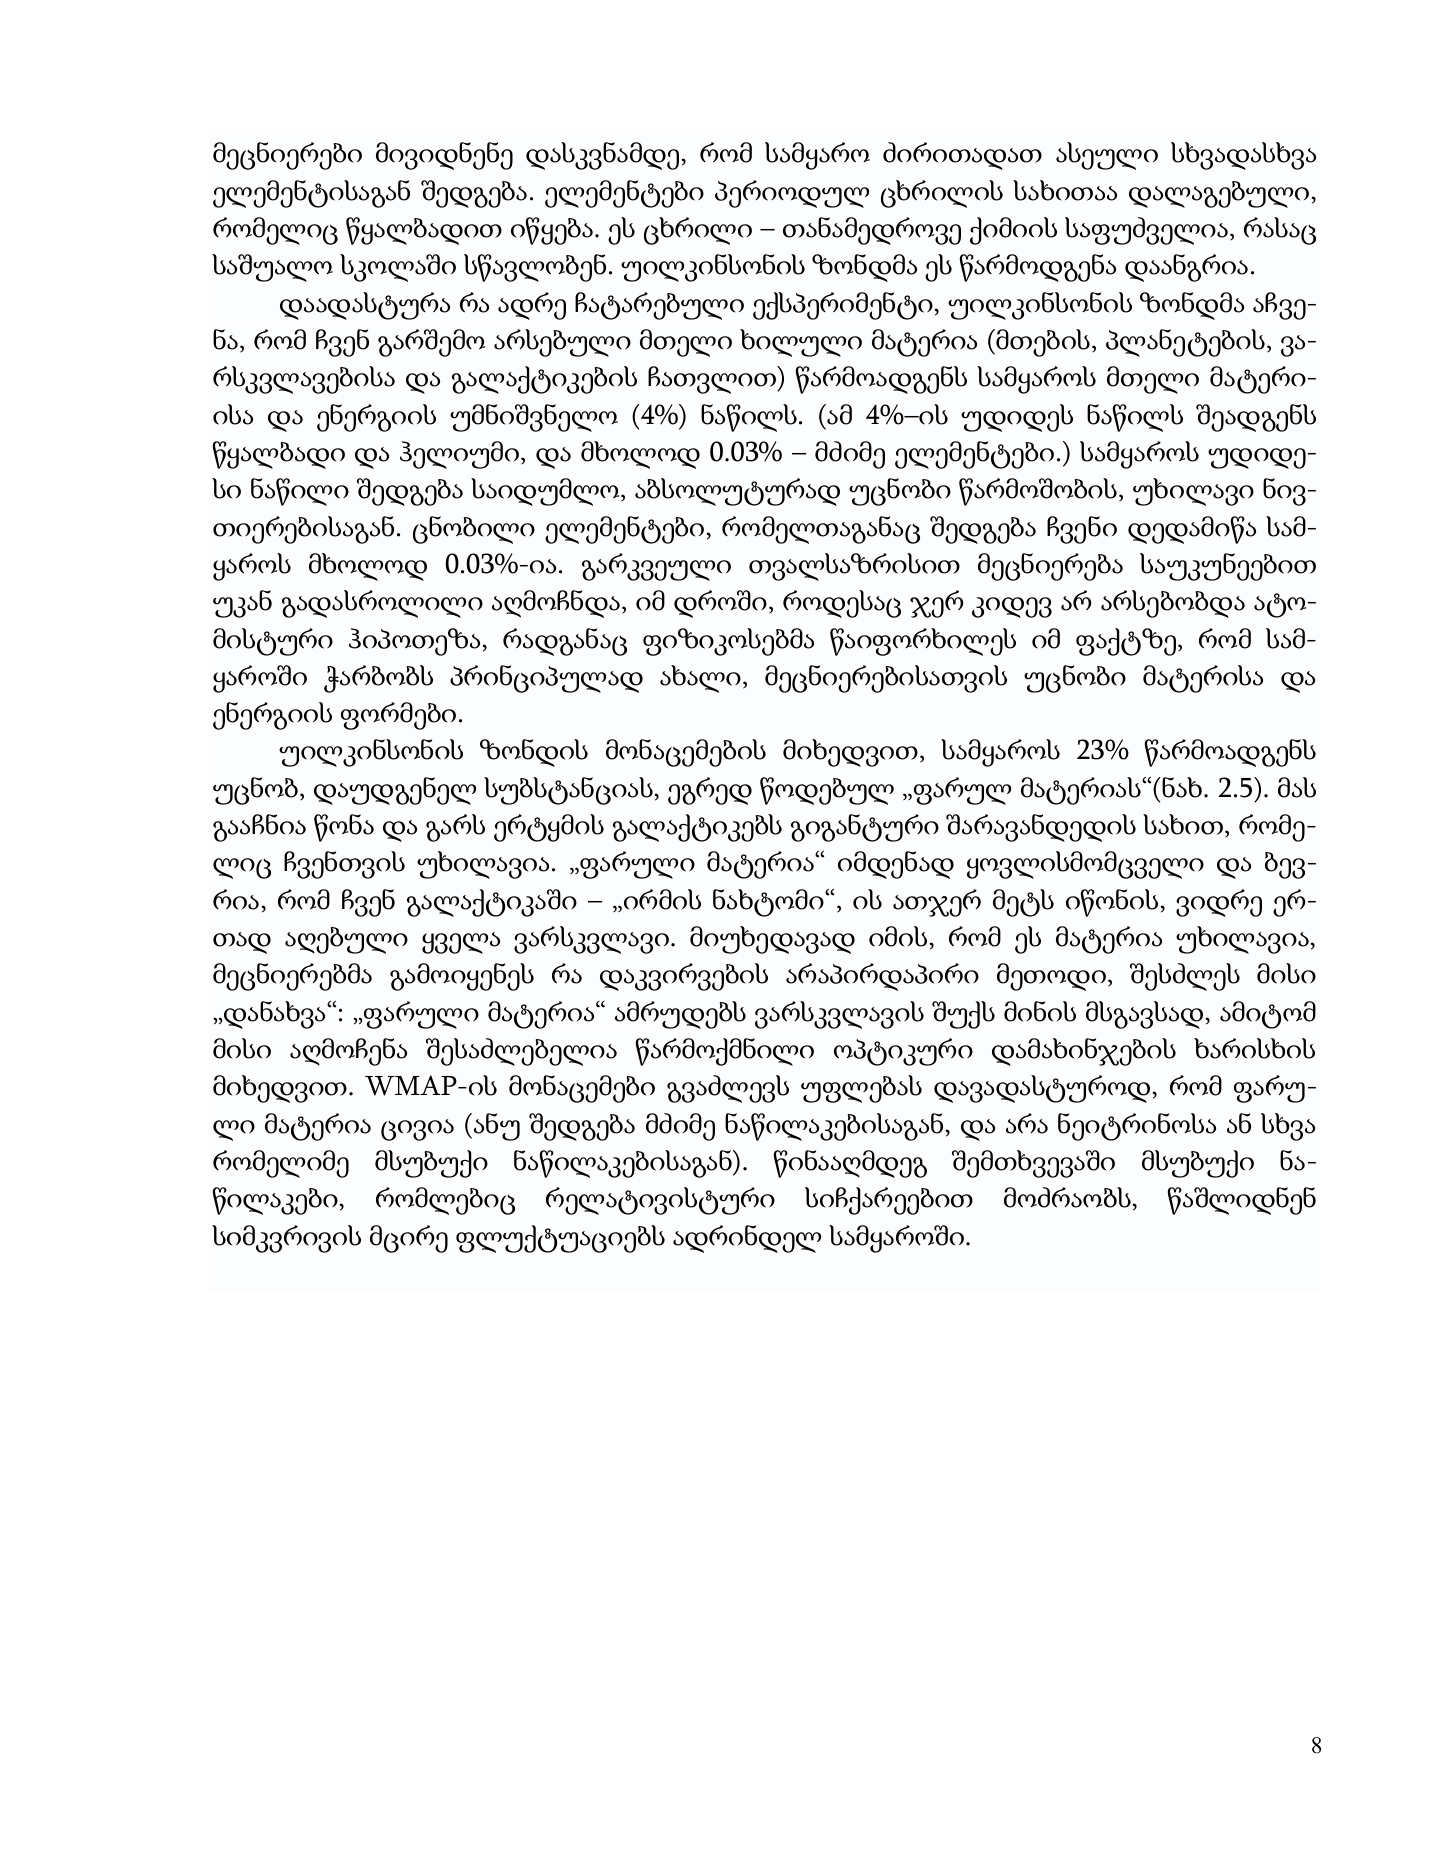 მეცნიერები მივიდნენე დასკვნამდე, რომ სამყარო ძირითადათ ასეული სხვადასხვა
ელემენტისაგან შედგება. ელემენტები პერიოდულ ცხრილის სახითაა დალაგებული,
რომელიც წყალბადით იწყება. ეს ცხრილი – თანამედროვე ქიმიის საფუძველია, რასაც
საშუალო სკოლაში სწავლობენ. უილკინსონის ზონდმა ეს წარმოდგენა დაანგრია.
დაადასტურა რა ადრე ჩატარებული ექსპერიმენტი, უილკინსონის ზონდმა აჩვე-
ნა, რომ ჩვენ გარშემო არსებული მთელი ხილული მატერია (მთების, პლანეტების, ვა-
რსკვლავებისა და გალაქტიკების ჩათვლით) წარმოადგენს სამყაროს მთელი მატერი-
ისა და ენერგიის უმნიშვნელო (4%) ნაწილს. (ამ 4%–ის უდიდეს ნაწილს შეადგენს
წყალბადი და ჰელიუმი, და მხოლოდ 0.03% – მძიმე ელემენტები.) სამყაროს უდიდე-
სი ნაწილი შედგება საიდუმლო, აბსოლუტურად უცნობი წარმოშობის, უხილავი ნივ-
თიერებისაგან. ცნობილი ელემენტები, რომელთაგანაც შედგება ჩვენი დედამიწა სამ-
ყაროს მხოლოდ 0.03%-ია. გარკვეული თვალსაზრისით მეცნიერება საუკუნეებით
უკან გადასროლილი აღმოჩნდა, იმ დროში, როდესაც ჯერ კიდევ არ არსებობდა ატო-
მისტური ჰიპოთეზა, რადგანაც ფიზიკოსებმა წაიფორხილეს იმ ფაქტზე, რომ სამ-
ყაროში ჭარბობს პრინციპულად ახალი, მეცნიერებისათვის უცნობი მატერისა და
ენერგიის ფორმები.
უილკინსონის ზონდის მონაცემების მიხედვით, სამყაროს 23% წარმოადგენს
უცნობ, დაუდგენელ სუბსტანციას, ეგრედ წოდებულ „ფარულ მატერიას“(ნახ. 2.5). მას
გააჩნია წონა და გარს ერტყმის გალაქტიკებს გიგანტური შარავანდედის სახით, რომე-
ლიც ჩვენთვის უხილავია. „ფარული მატერია“ იმდენად ყოვლისმომცველი და ბევ-
რია, რომ ჩვენ გალაქტიკაში – „ირმის ნახტომი“, ის ათჯერ მეტს იწონის, ვიდრე ერ-
თად აღებული ყველა ვარსკვლავი. მიუხედავად იმის, რომ ეს მატერია უხილავია,
მეცნიერებმა გამოიყენეს რა დაკვირვების არაპირდაპირი მეთოდი, შესძლეს მისი
„დანახვა“: „ფარული მატერია“ ამრუდებს ვარსკვლავის შუქს მინის მსგავსად, ამიტომ
მისი აღმოჩენა შესაძლებელია წარმოქმნილი ოპტიკური დამახინჯების ხარისხის
მიხედვით. WMAP-ის მონაცემები გვაძლევს უფლებას დავადასტუროდ, რომ ფარუ-
ლი მატერია ცივია (ანუ შედგება მძიმე ნაწილაკებისაგან, და არა ნეიტრინოსა ან სხვა
რომელიმე მსუბუქი ნაწილაკებისაგან). წინააღმდეგ შემთხვევაში მსუბუქი ნა-
წილაკები, რომლებიც რელატივისტური სიჩქარეებით მოძრაობს, წაშლიდნენ
სიმკვრივის მცირე ფლუქტუაციებს ადრინდელ სამყაროში.
8